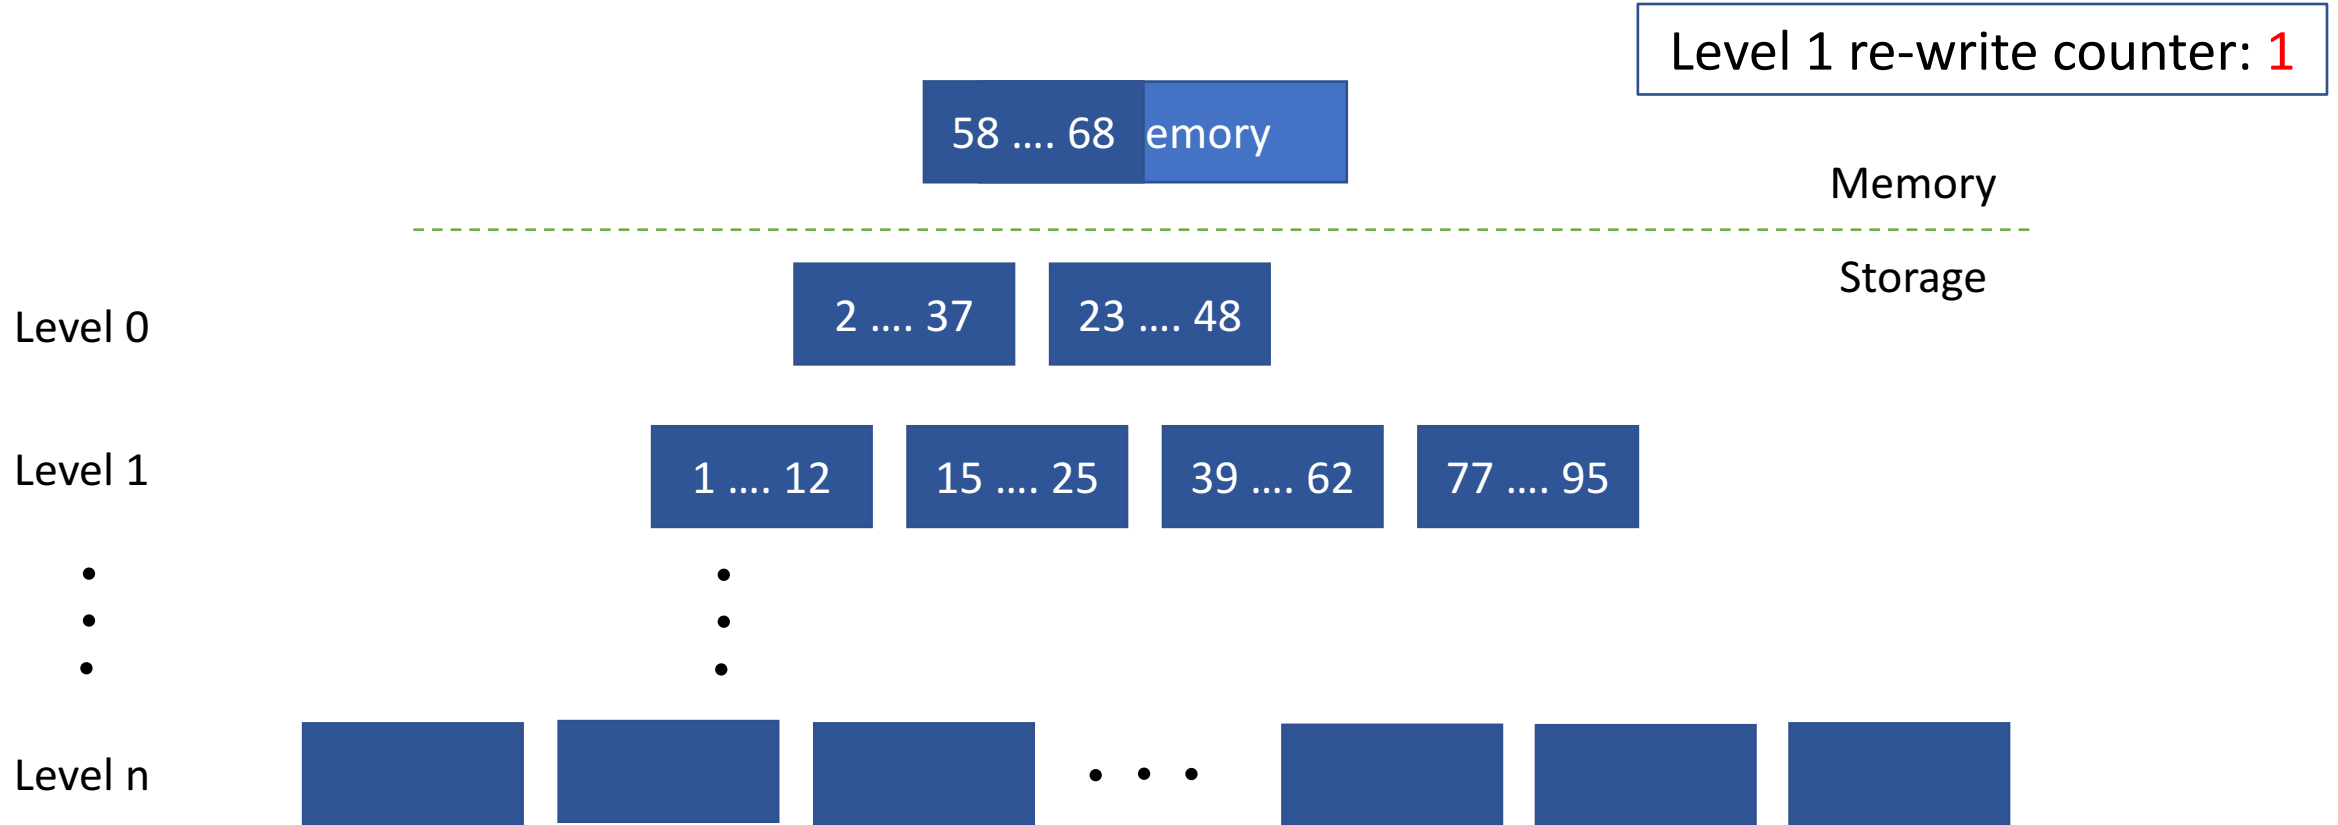 Level 1 re-write counter: 1
58 .... 68 emory
Memory
Storage
Level 0
2 .... 37
23 .... 48
Level 1
1 .... 12
15 .... 25
39 .... 62
77 .... 95
Level n